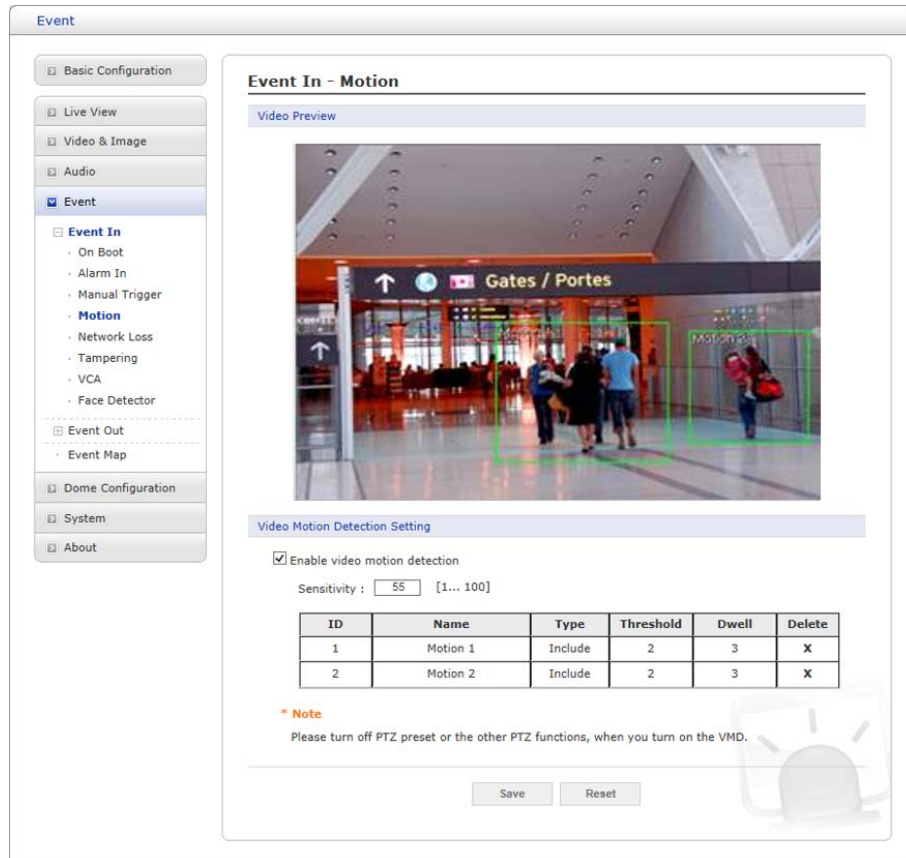 Event
Basic Configuration
Live View
Video & Image
Audio
Event
Event In
On Boot
Alarm In
Manual Trigger
Motion
Network Loss
Tampering
VCA
Face Detector
Event Out
Event Map
Dome Configuration
System
About
Event In - Motion
Video Preview
Gates / Portes
Motion 2
Video Motion Detection Setting
Enable video motion detection
Sensitivity : 55 [1... 100]
ID Name Type Threshold Dwell Delete
1 Motion 1 Include 2 3 X
2 Motion 2 Include 2 3 X
* Note
Please turn off PTZ preset or the other PTZ functions, when you turn on the VMD.
Save Reset